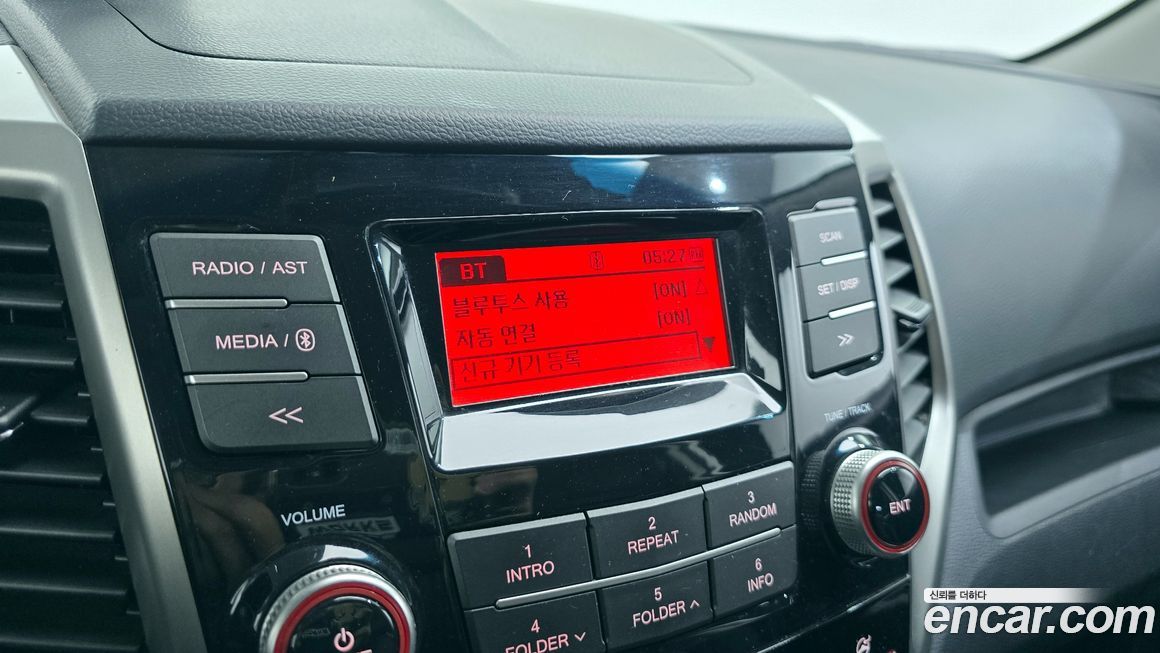 RADIO / AST
MEDIA /
<<
VOLUME
BT 05:27
블루투스 사용 [ON]
자동 연결 [ON]
신규 기기 등록
SCAN
SET / DISP
>>
TUNE / TRACK
ENT
1 INTRO
2 REPEAT
3 RANDOM
4 FOLDER ∨
5 FOLDER ∧
6 INFO
신뢰를 더하다
encar.com